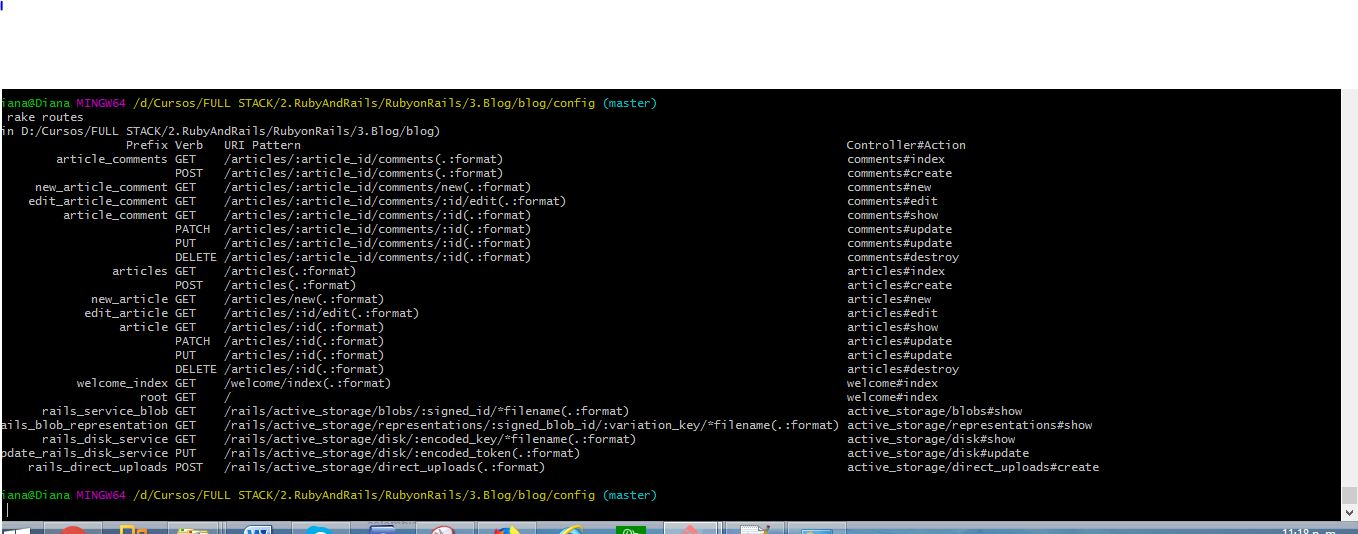 iana@Diana MINGW64 /d/Cursos/FULL STACK/2.RubyAndRails/RubyonRails/3.Blog/blog/config (master)
rake routes
in D:/Cursos/FULL STACK/2.RubyAndRails/RubyonRails/3.Blog/blog)
Prefix Verb URI Pattern Controller#Action
article_comments GET /articles/:article_id/comments(.:format) comments#index
POST /articles/:article_id/comments(.:format) comments#create
new_article_comment GET /articles/:article_id/comments/new(.:format) comments#new
edit_article_comment GET /articles/:article_id/comments/:id/edit(.:format) comments#edit
article_comment GET /articles/:article_id/comments/:id(.:format) comments#show
PATCH /articles/:article_id/comments/:id(.:format) comments#update
PUT /articles/:article_id/comments/:id(.:format) comments#update
DELETE /articles/:article_id/comments/:id(.:format) comments#destroy
articles GET /articles(.:format) articles#index
POST /articles(.:format) articles#create
new_article GET /articles/new(.:format) articles#new
edit_article GET /articles/:id/edit(.:format) articles#edit
article GET /articles/:id(.:format) articles#show
PATCH /articles/:id(.:format) articles#update
PUT /articles/:id(.:format) articles#update
DELETE /articles/:id(.:format) articles#destroy
welcome_index GET /welcome/index(.:format) welcome#index
root GET / welcome#index
rails_service_blob GET /rails/active_storage/blobs/:signed_id/*filename(.:format) active_storage/blobs#show
ails_blob_representation GET /rails/active_storage/representations/:signed_blob_id/:variation_key/*filename(.:format) active_storage/representations#show
rails_disk_service GET /rails/active_storage/disk/:encoded_key/*filename(.:format) active_storage/disk#show
pdate_rails_disk_service PUT /rails/active_storage/disk/:encoded_token(.:format) active_storage/disk#update
rails_direct_uploads POST /rails/active_storage/direct_uploads(.:format) active_storage/direct_uploads#create
iana@Diana MINGW64 /d/Cursos/FULL STACK/2.RubyAndRails/RubyonRails/3.Blog/blog/config (master)
11:18 p. m.